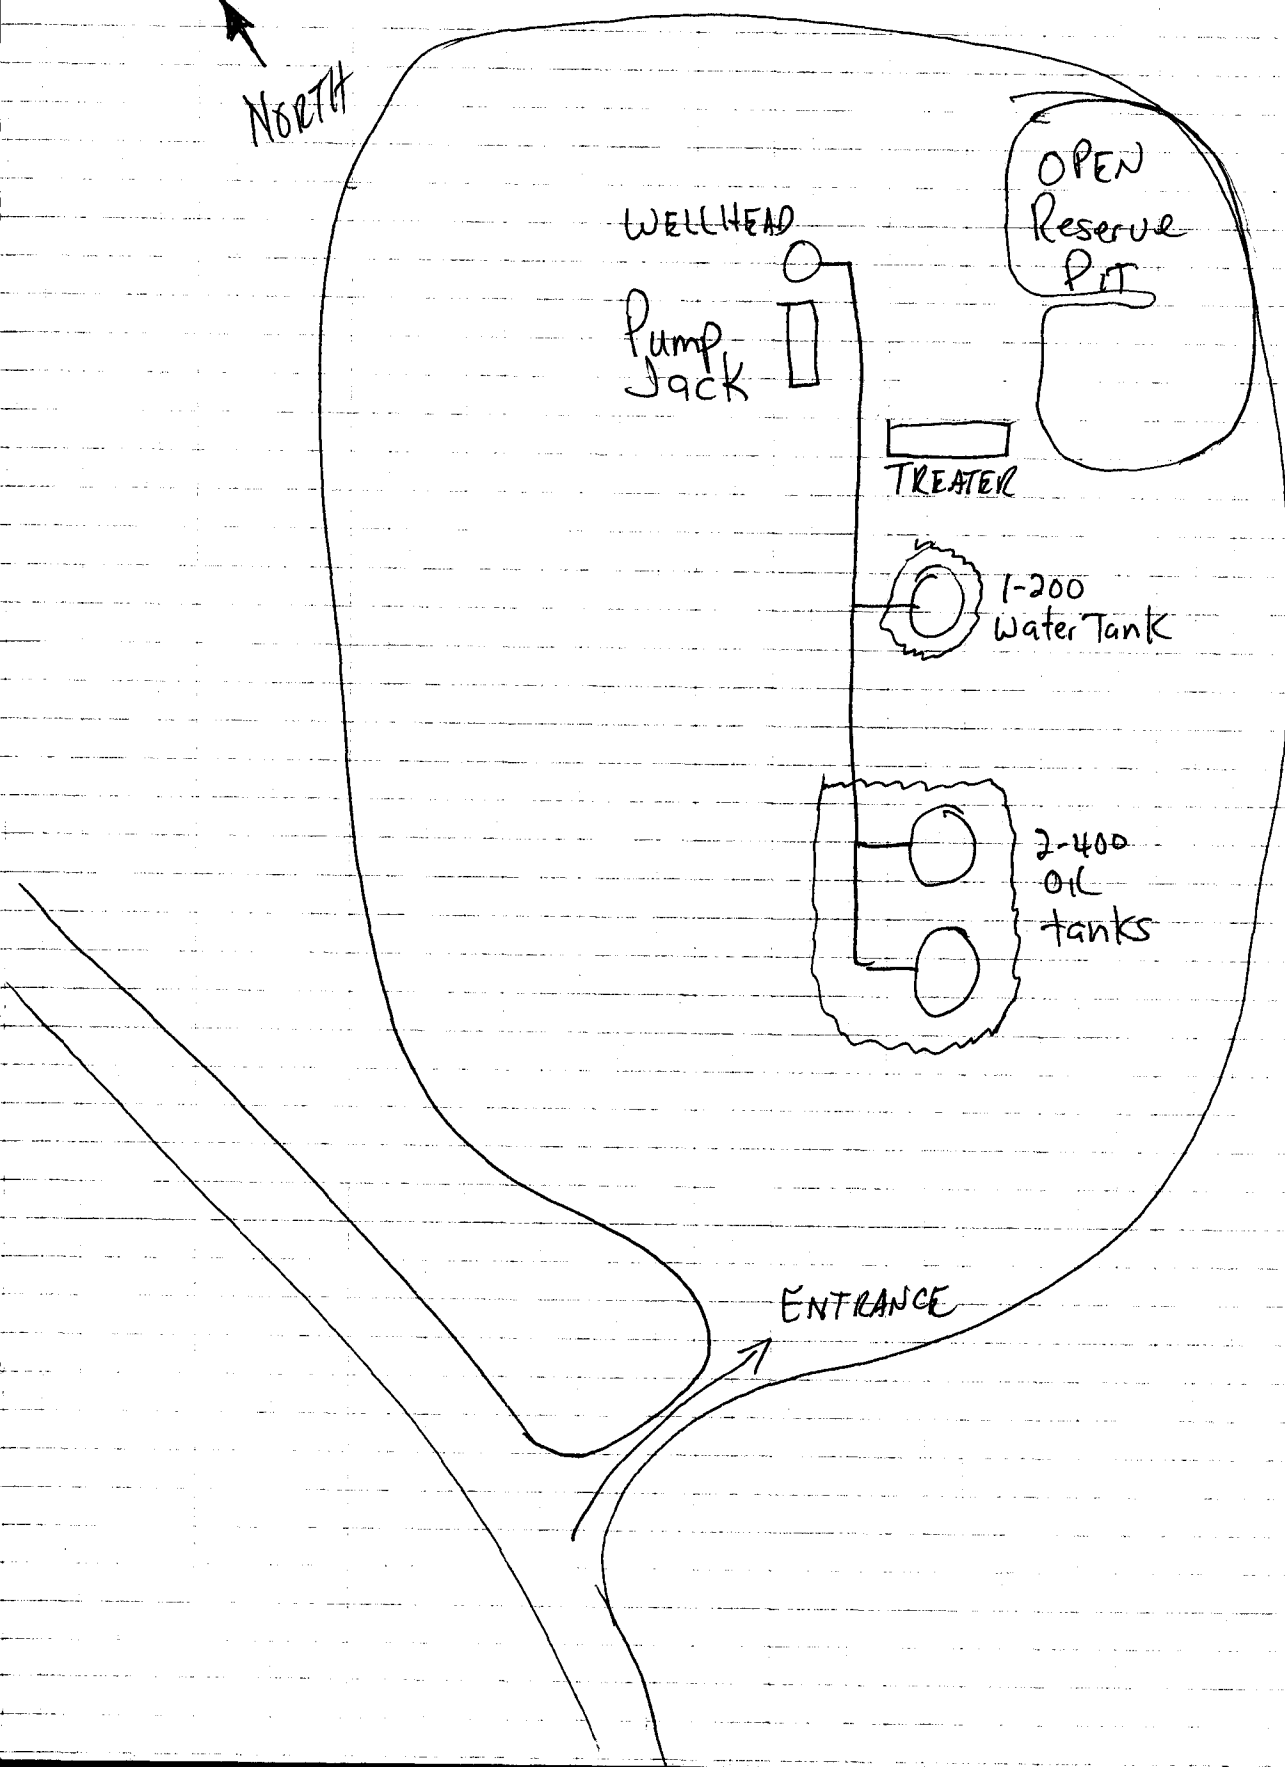 NORTH
OPEN
Reserve
PIT
WELLHEAD
Pump
Jack
TREATER
1-200
Water Tank
2-400
OIL
tanks
ENTRANCE